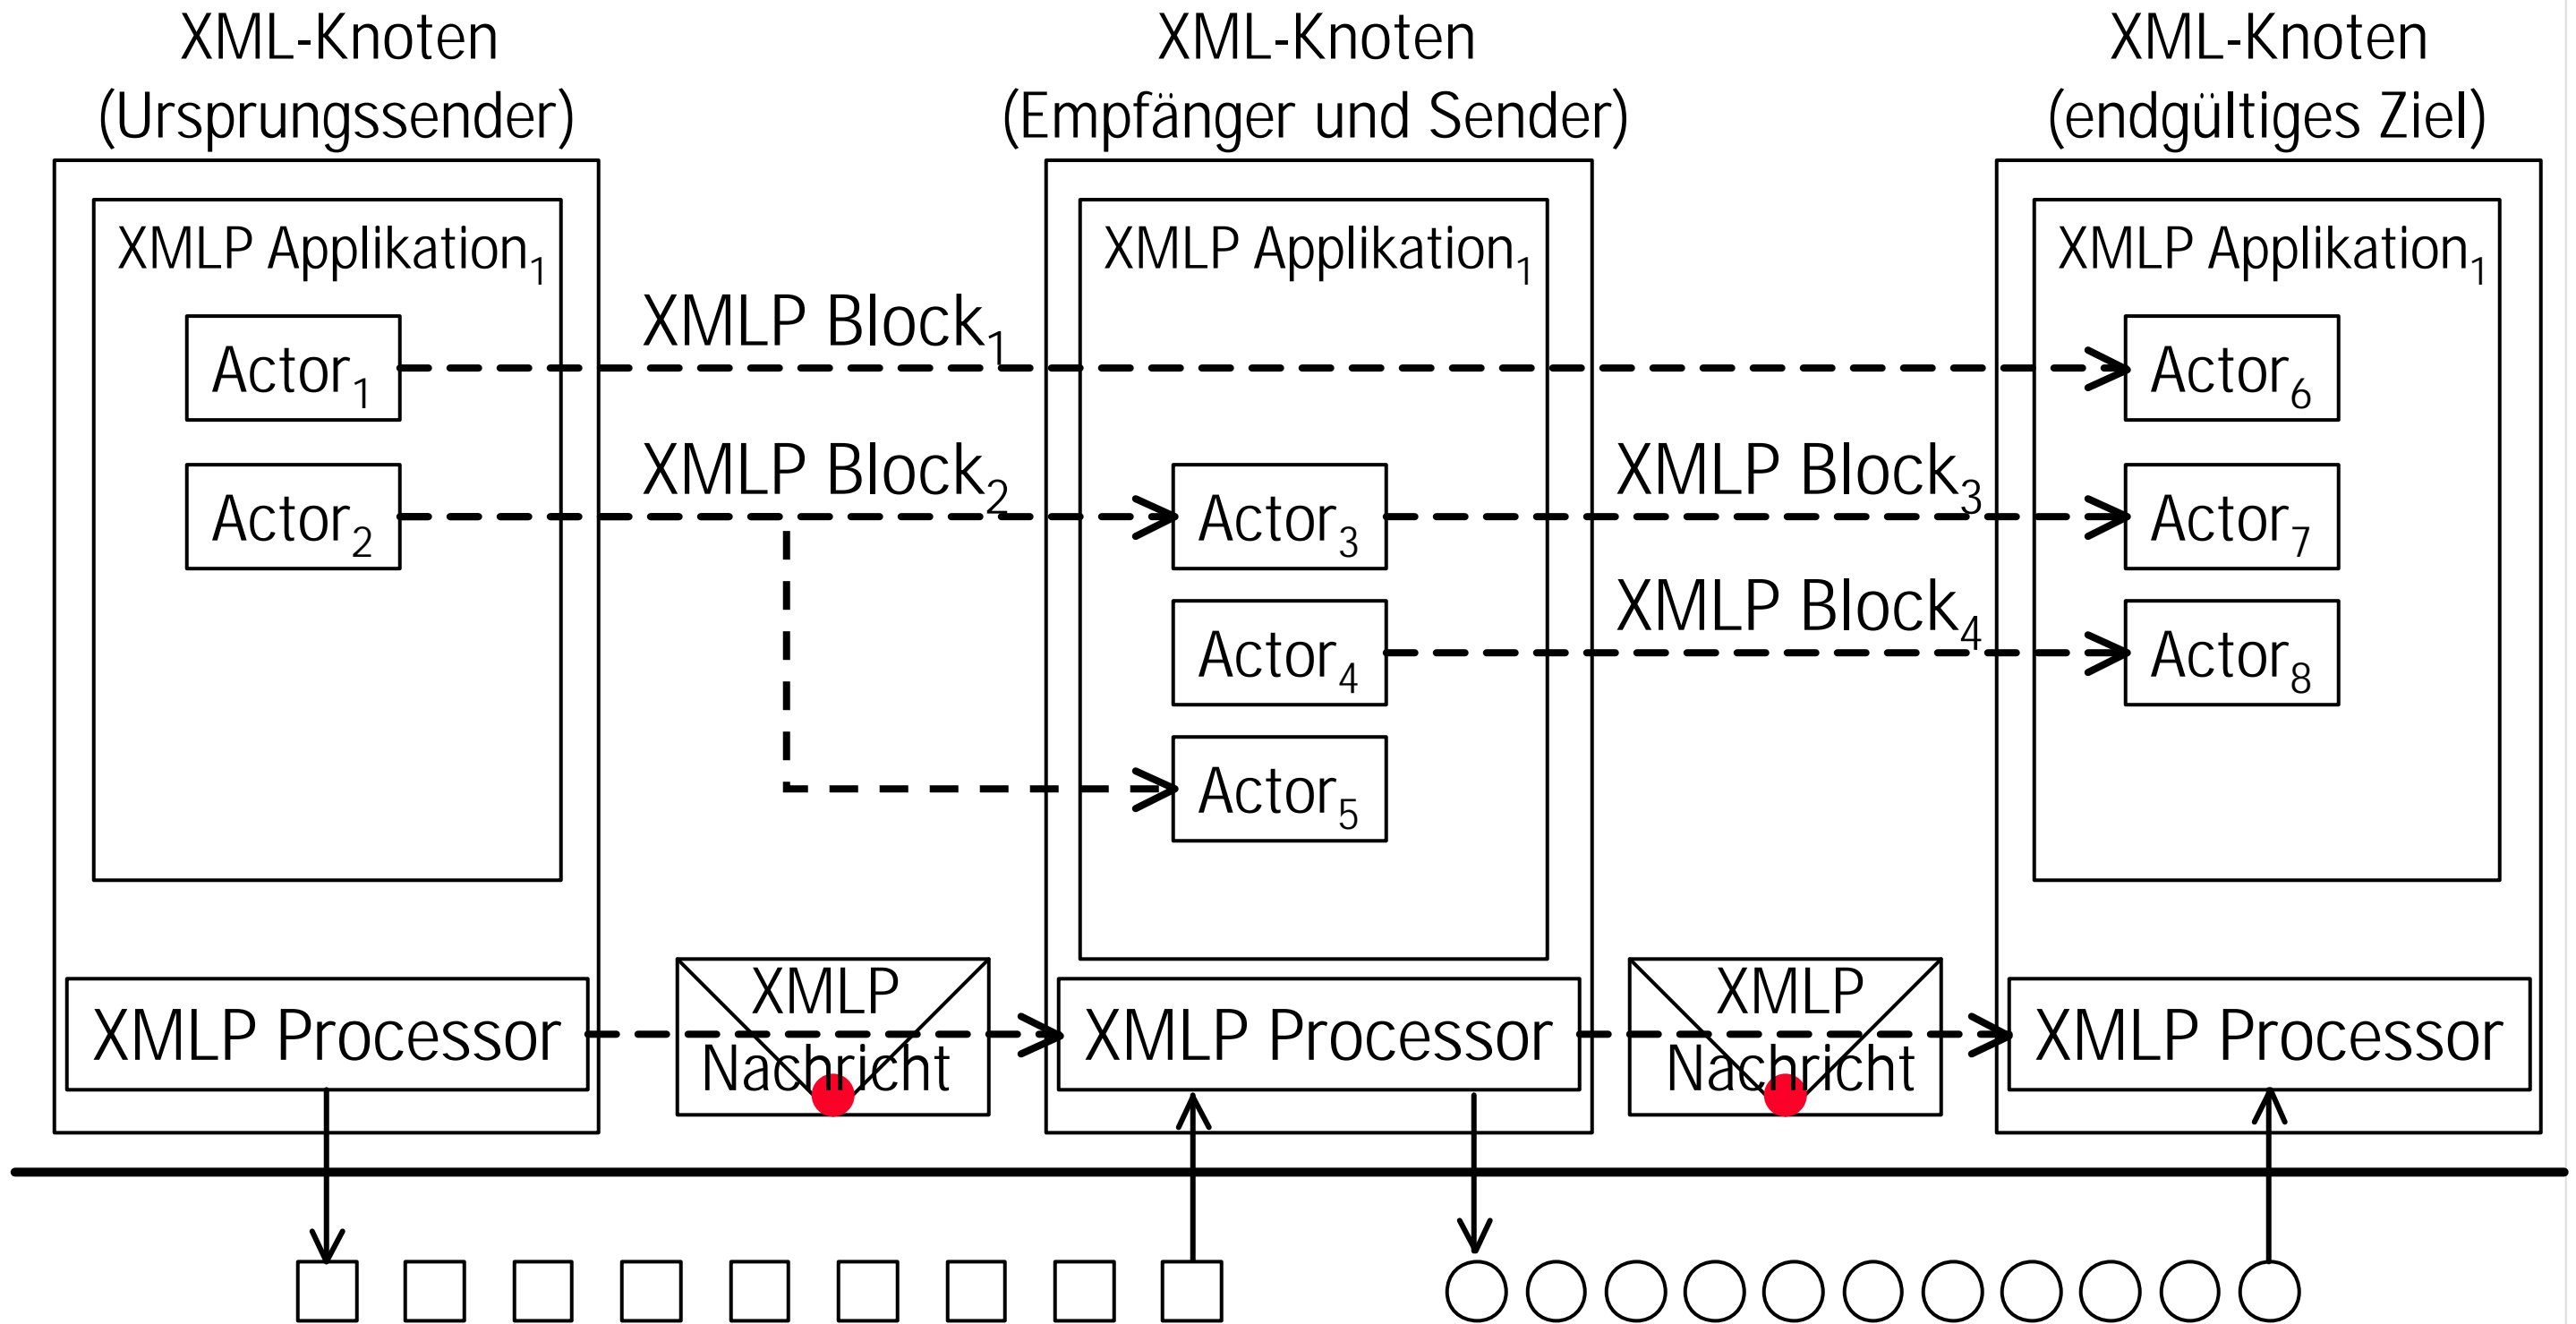 XML-Knoten
(Ursprungssender)
XML-Knoten
(Empfänger und Sender)
XML-Knoten
(endgültiges Ziel)
XMLP Applikation1
XMLP Applikation1
XMLP Applikation1
XMLP Block1
Actor1
Actor6
XMLP Block2
XMLP Block3
Actor2
Actor3
Actor7
XMLP Block4
Actor4
Actor8
Actor5
XMLP Processor
XMLP
Nachricht
XMLP Processor
XMLP
Nachricht
XMLP Processor